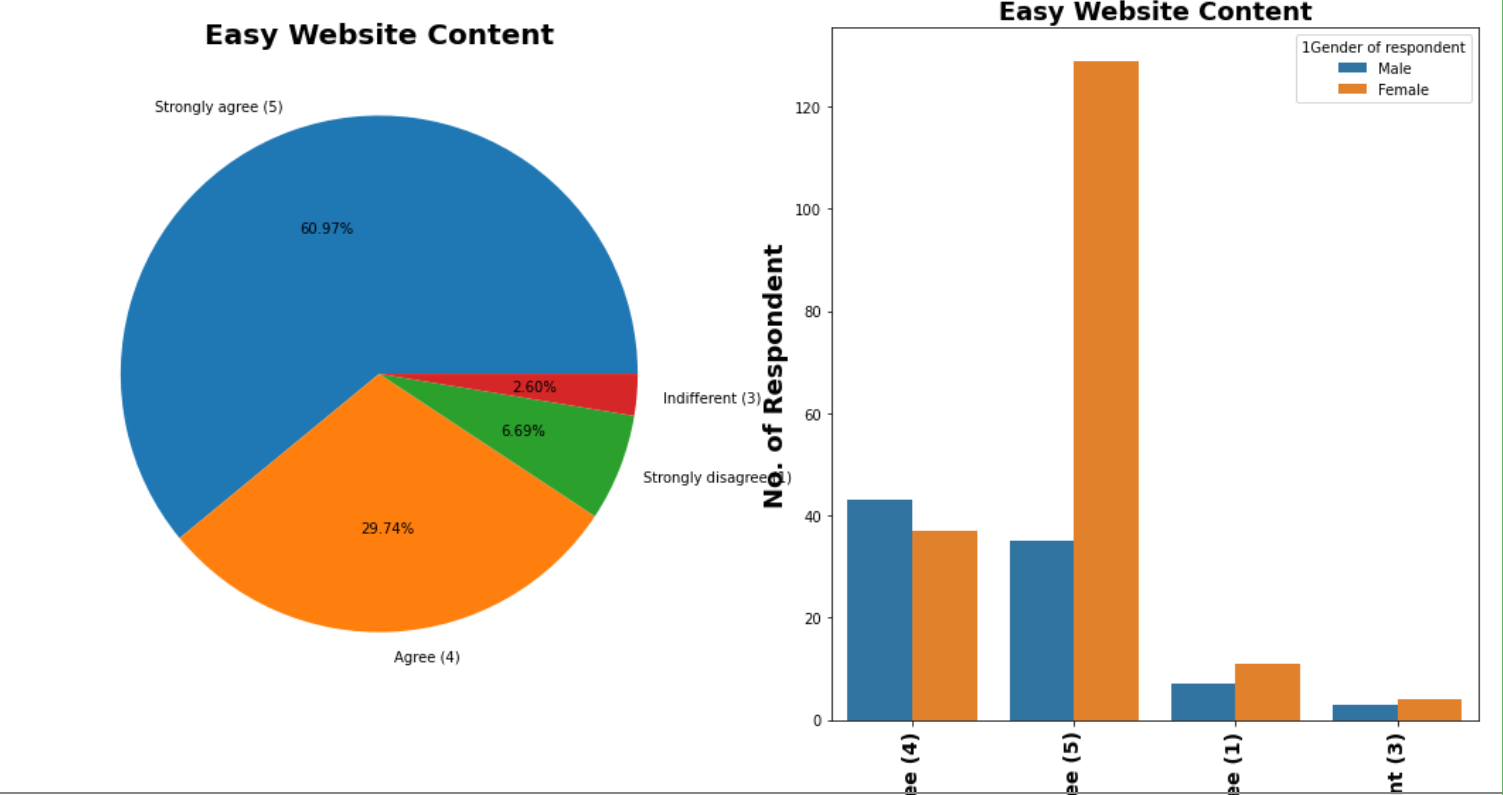 Easy Website Content
Strongly agree (5)
60.97%
2.60%
Indifferent (3)
6.69%
Strongly disagree (1)
29.74%
Agree (4)
Easy Website Content
1Gender of respondent
Male
Female
No. of Respondent
120
100
80
60
40
20
0
ee (4)
ee (5)
ee (1)
nt (3)